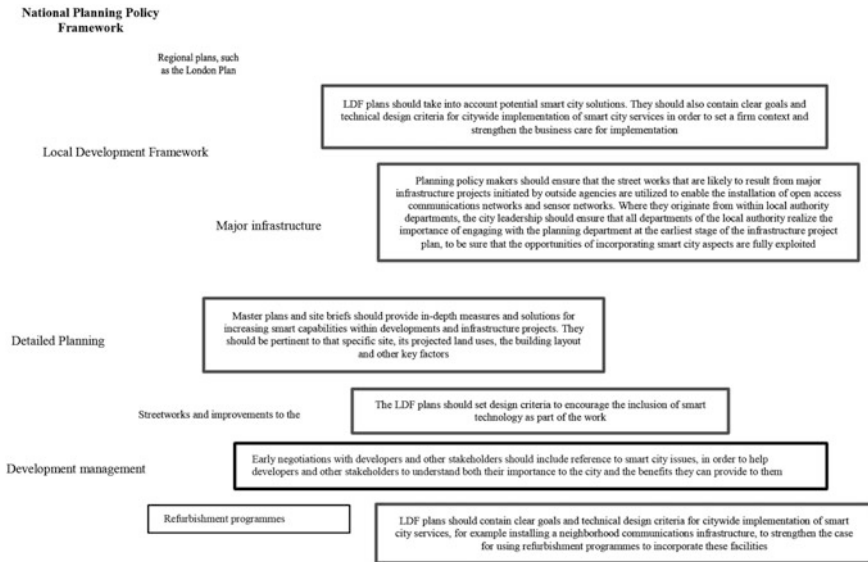 National Planning Policy
Framework
Regional plans, such
as the London Plan
LDF plans should take into account potential smart city solutions. They should also contain clear goals and
technical design criteria for citywide implementation of smart city services in order to set a firm context and
strengthen the business care for implementation
Local Development Framework
Planning policy makers should ensure that the street works that are likely to result from major
infrastructure projects initiated by outside agencies are utilized to enable the installation of open access
communications networks and sensor networks. Where they originate from within local authority
departments, the city leadership should ensure that all departments of the local authority realize the
importance of engaging with the planning department at the earliest stage of the infrastructure project
plan, to be sure that the opportunities of incorporating smart city aspects are fully exploited
Major infrastructure
Master plans and site briefs should provide in-depth measures and solutions for
increasing smart capabilities within developments and infrastructure projects. They
should be pertinent to that specific site, its projected land uses, the building layout
and other key factors
Detailed Planning
Streetworks and improvements to the
The LDF plans should set design criteria to encourage the inclusion of smart
technology as part of the work
Development management
Early negotiations with developers and other stakeholders should include reference to smart city issues, in order to help
developers and other stakeholders to understand both their importance to the city and the benefits they can provide to them
Refurbishment programmes
LDF plans should contain clear goals and technical design criteria for citywide implementation of smart
city services, for example installing a neighborhood communications infrastructure, to strengthen the case
for using refurbishment programmes to incorporate these facilities